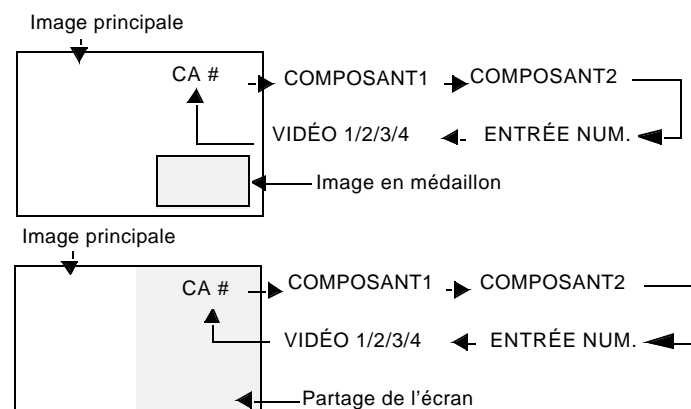 Image principale
CA # COMPOSANT1 COMPOSANT2
VIDÉO 1/2/3/4 ENTRÉE NUM.
Image en médaillon
Image principale
CA # COMPOSANT1 COMPOSANT2
VIDÉO 1/2/3/4 ENTRÉE NUM.
Partage de l'écran